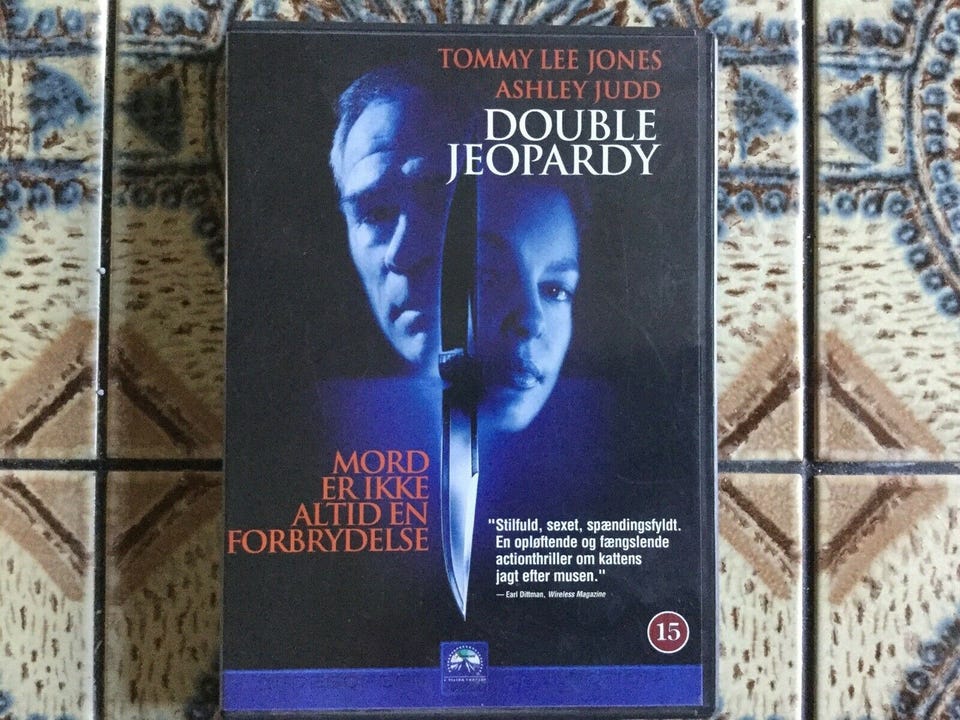 TOMMY LEE JONES
ASHLEY JUDD
DOUBLE
JEOPARDY
MORD
ER IKKE
ALTID EN
FORBRYDELSE
"Stilfuld, sexet, spændingsfyldt.
En opløftende og fængslende
actionthriller om kattens
jagt efter musen."
— Earl Dittman, Wireless Magazine
15